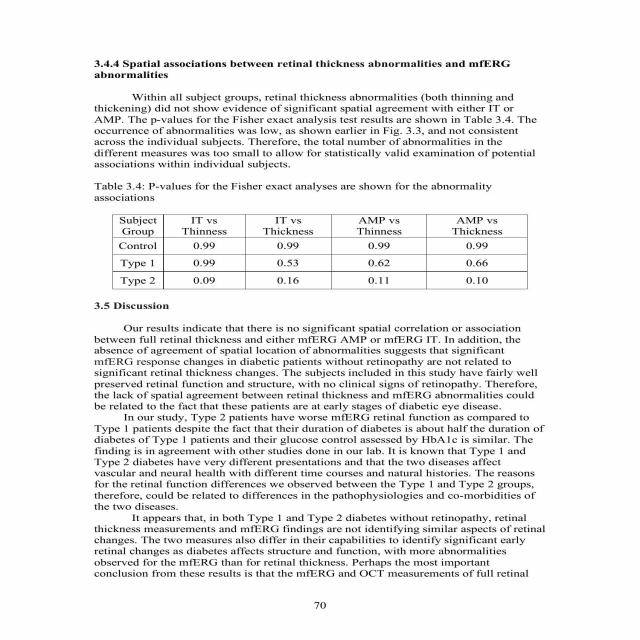 3.4.4 Spatial associations between retinal thickness abnormalities and mfERG
abnormalities
Within all subject groups, retinal thickness abnormalities (both thinning and
thickening) did not show evidence of significant spatial agreement with either IT or
AMP. The p-values for the Fisher exact analysis test results are shown in Table 3.4. The
occurrence of abnormalities was low, as shown earlier in Fig. 3.3, and not consistent
across the individual subjects. Therefore, the total number of abnormalities in the
different measures was too small to allow for statistically valid examination of potential
associations within individual subjects.
Table 3.4: P-values for the Fisher exact analyses are shown for the abnormality
associations
Subject Group IT vs Thinness IT vs Thickness AMP vs Thinness AMP vs Thickness
Control 0.99 0.99 0.99 0.99
Type 1 0.99 0.53 0.62 0.66
Type 2 0.09 0.16 0.11 0.10
3.5 Discussion
Our results indicate that there is no significant spatial correlation or association
between full retinal thickness and either mfERG AMP or mfERG IT. In addition, the
absence of agreement of spatial location of abnormalities suggests that significant
mfERG response changes in diabetic patients without retinopathy are not related to
significant retinal thickness changes. The subjects included in this study have fairly well
preserved retinal function and structure, with no clinical signs of retinopathy. Therefore,
the lack of spatial agreement between retinal thickness and mfERG abnormalities could
be related to the fact that these patients are at early stages of diabetic eye disease.
In our study, Type 2 patients have worse mfERG retinal function as compared to
Type 1 patients despite the fact that their duration of diabetes is about half the duration of
diabetes of Type 1 patients and their glucose control assessed by HbA1c is similar. The
finding is in agreement with other studies done in our lab. It is known that Type 1 and
Type 2 diabetes have very different presentations and that the two diseases affect
vascular and neural health with different time courses and natural histories. The reasons
for the retinal function differences we observed between the Type 1 and Type 2 groups,
therefore, could be related to differences in the pathophysiologies and co-morbidities of
the two diseases.
It appears that, in both Type 1 and Type 2 diabetes without retinopathy, retinal
thickness measurements and mfERG findings are not identifying similar aspects of retinal
changes. The two measures also differ in their capabilities to identify significant early
retinal changes as diabetes affects structure and function, with more abnormalities
observed for the mfERG than for retinal thickness. Perhaps the most important
conclusion from these results is that the mfERG and OCT measurements of full retinal
70